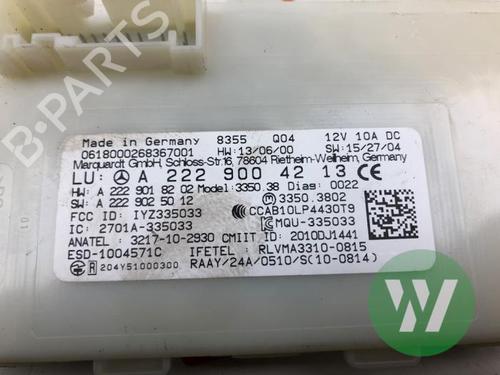 B PARTS
Made in Germany 8355 Q04 12V 10A DC
0618000268367001 HW:13/06/00 SW:15/27/04
Marquardt GmbH, Schloss-Str.16, 78604 Rietheim-Weilheim, Germany
LU: A 222 900 42 13 CE
HW: A 222 901 82 02 Model: 3350.38 Diag: 0022
SW: A 222 902 50 12 3350.3802
FCC ID : IYZ335033 CCAB10LP4430T5
IC : 2701A-335033 MQU-335033
ANATEL : 3217-10-2930 CMIIT ID: 2010DJ1441
ESD-1004571C IFETEL : RLVMA3310-0815
R 204Y51000300 RAAY/24A/0510/S(10-0814)
W